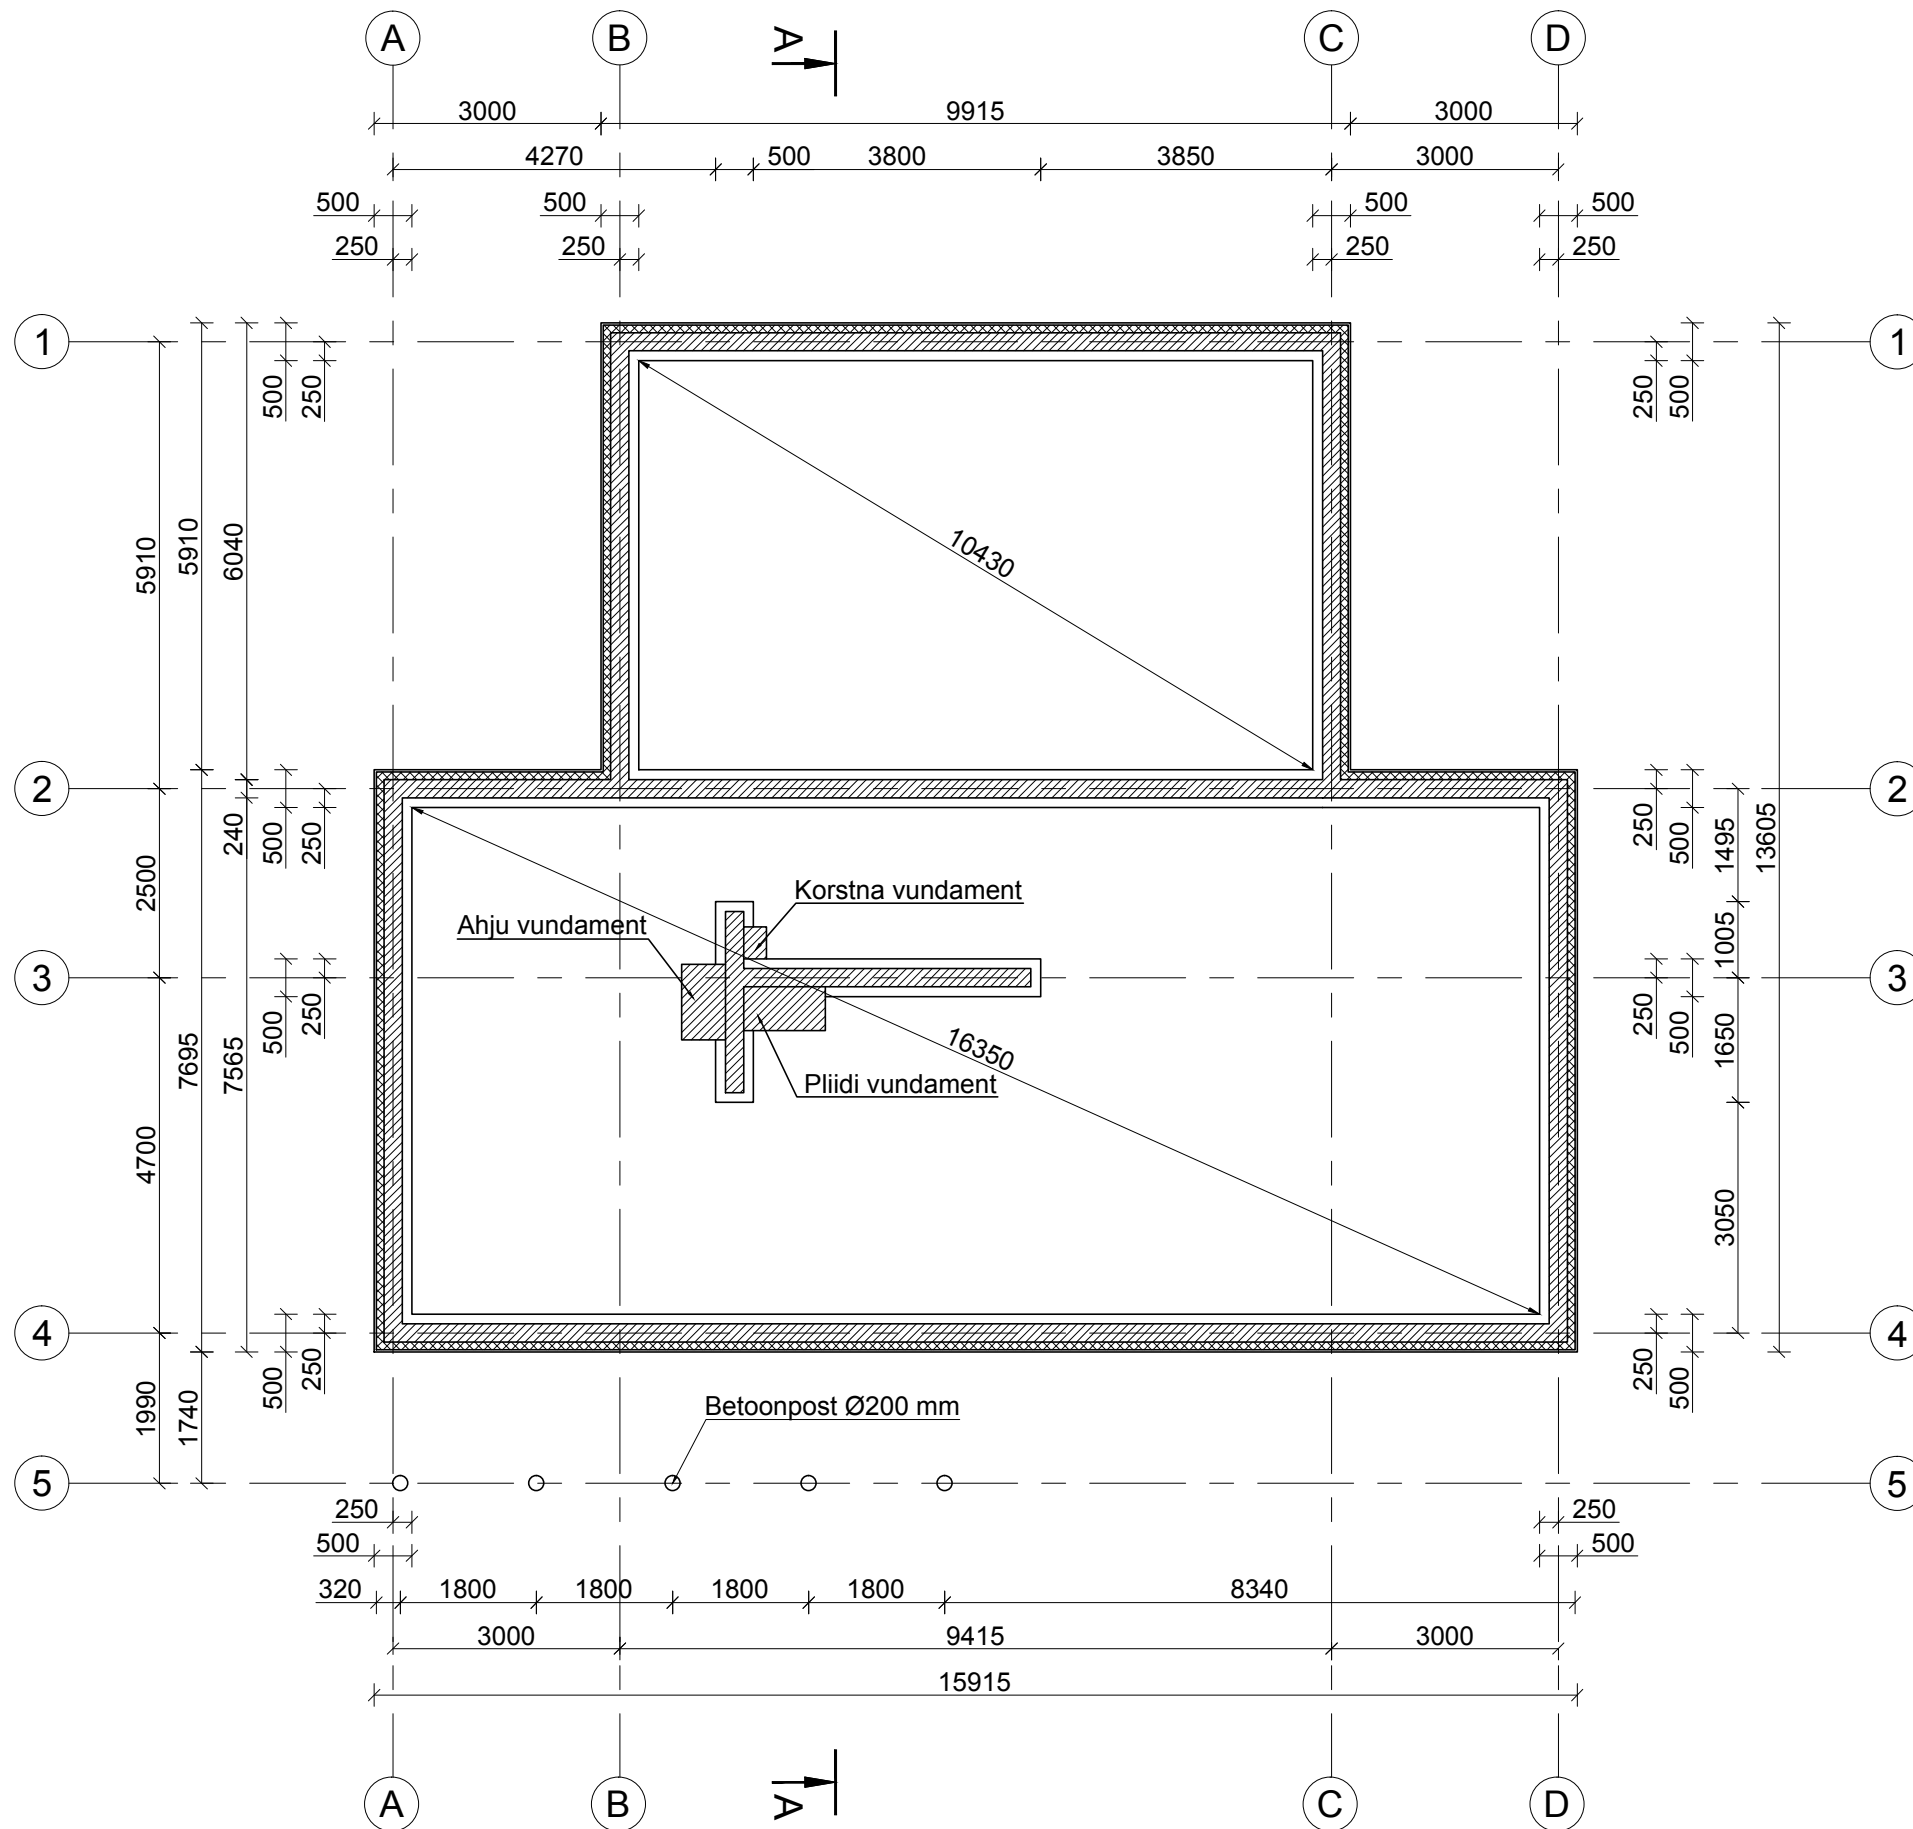 A B C D
A
3000 9915 3000
4270 500 3800 3850 3000
500 500 500 500
250 250 250 250
1 1
500 250 250 500
5910 5910 6040
10430
2 2
240 500 250 250 500 1495 13605
2500
Korstna vundament
Ahju vundament
1005
3 3
500 250 250 500 1650
7695 7565
16350
Pliidi vundament
4700
3050
4 4
500 250 250 500
1990 1740
Betoonpost Ø200 mm
5 5
250 250
500 500
320 1800 1800 1800 1800 8340
3000 9415 3000
15915
A
A B C D